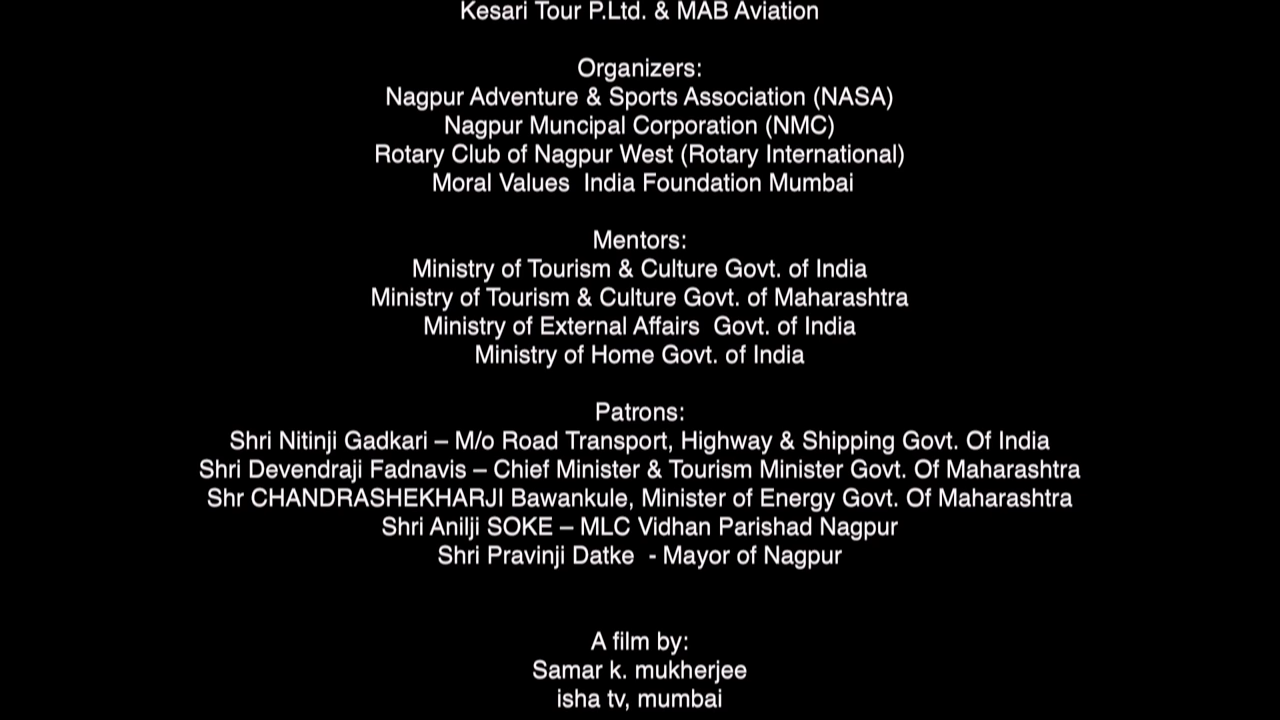 Kesari Tour P.Ltd. & MAB Aviation
Organizers:
Nagpur Adventure & Sports Association (NASA)
Nagpur Muncipal Corporation (NMC)
Rotary Club of Nagpur West (Rotary International)
Moral Values  India Foundation Mumbai
Mentors:
Ministry of Tourism & Culture Govt. of India
Ministry of Tourism & Culture Govt. of Maharashtra
Ministry of External Affairs  Govt. of India
Ministry of Home Govt. of India
Patrons:
Shri Nitinji Gadkari – M/o Road Transport, Highway & Shipping Govt. Of India
Shri Devendraji Fadnavis – Chief Minister & Tourism Minister Govt. Of Maharashtra
Shr CHANDRASHEKHARJI Bawankule, Minister of Energy Govt. Of Maharashtra
Shri Anilji SOKE – MLC Vidhan Parishad Nagpur
Shri Pravinji Datke  - Mayor of Nagpur
A film by:
Samar k. mukherjee
isha tv, mumbai